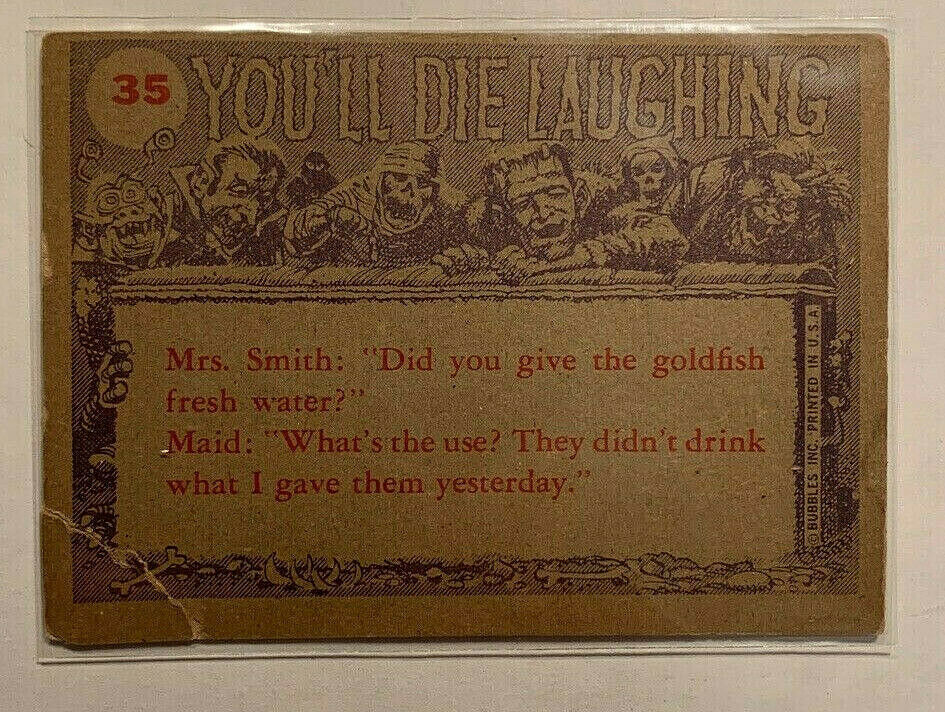 35 YOU'LL DIE LAUGHING
Mrs. Smith: "Did you give the goldfish
fresh water?"
Maid: "What's the use? They didn't drink
what I gave them yesterday."
© BUBBLES INC. PRINTED IN U.S.A.